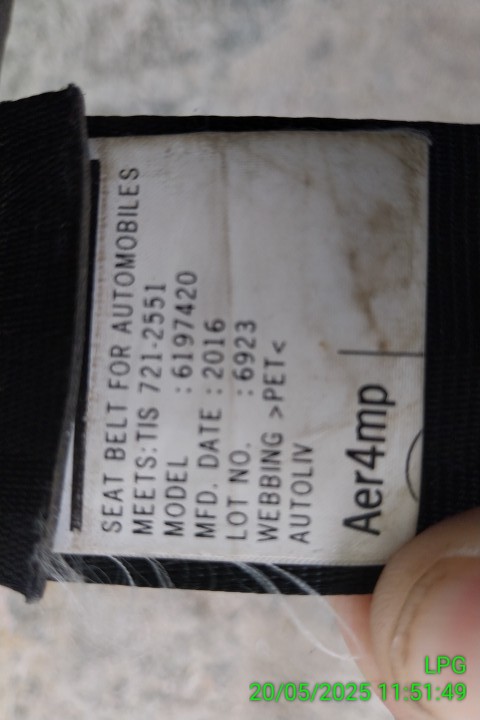 SEAT BELT FOR AUTOMOBILES
MEETS:TIS 721-2551
MODEL : 6197420
MFD. DATE : 2016
LOT NO. : 6923
WEBBING >PET<
AUTOLIV
Aer4mp
LPG
20/05/2025 11:51:49